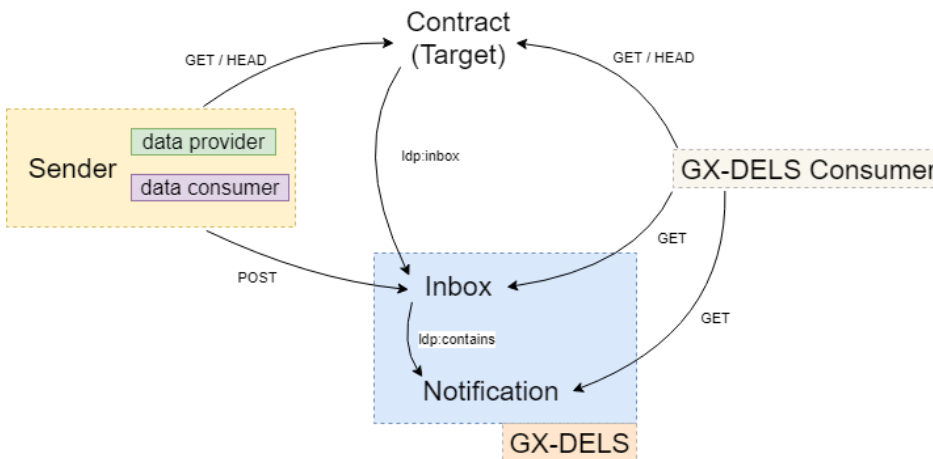 Contract
(Target)
GET / HEAD
GET / HEAD
data provider
Sender
data consumer
ldp:inbox
GX-DELS Consumer
GET
POST
Inbox
GET
ldp:contains
Notification
GX-DELS